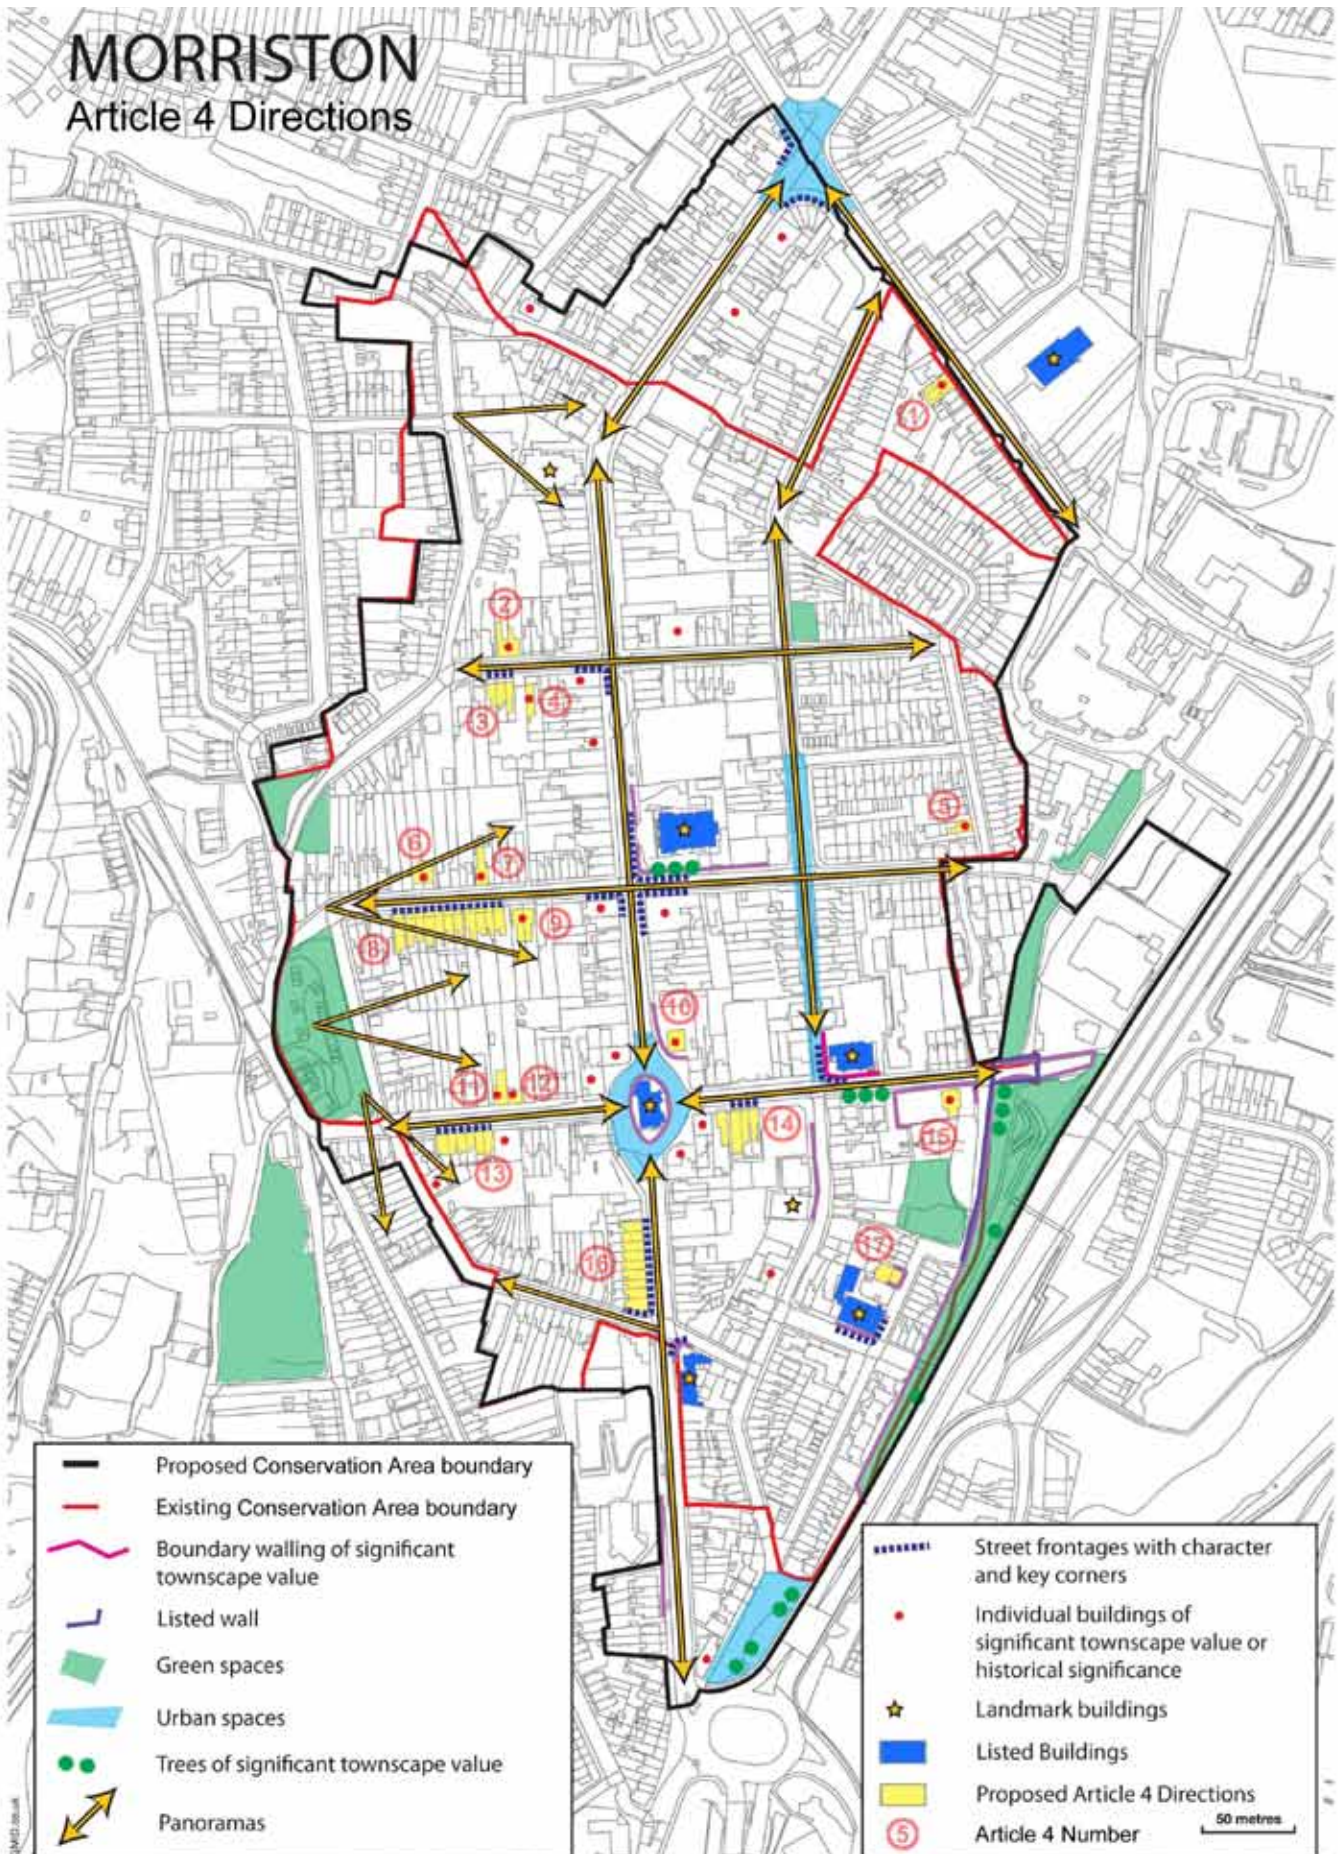 MORRISTON
Article 4 Directions
1
2
3
4
5
6
7
8
9
10
11
12
13
14
15
16
17
Proposed Conservation Area boundary
Existing Conservation Area boundary
Boundary walling of significant
townscape value
Listed wall
Green spaces
Urban spaces
Trees of significant townscape value
Panoramas
Street frontages with character
and key corners
Individual buildings of
significant townscape value or
historical significance
Landmark buildings
Listed Buildings
Proposed Article 4 Directions
5
Article 4 Number
50 metres